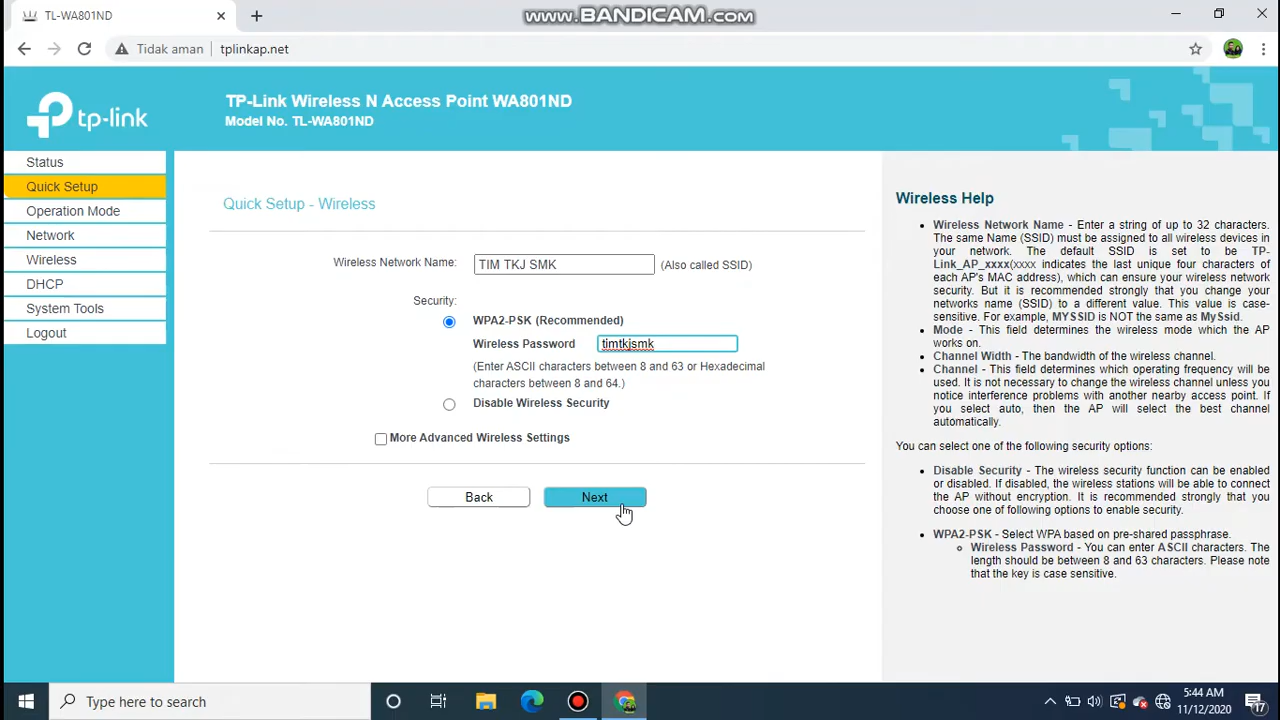 TL-WA801ND
www.BANDICAM.com
Tidak aman
tplinkap.net
tp-link
TP-Link Wireless N Access Point WA801ND
Model No. TL-WA801ND
Status
Quick Setup
Operation Mode
Network
Wireless
DHCP
System Tools
Logout
Quick Setup - Wireless
Wireless Network Name: TIM TKJ SMK (Also called SSID)
Security:
WPA2-PSK (Recommended)
Wireless Password timtkjsmk
(Enter ASCII characters between 8 and 63 or Hexadecimal
characters between 8 and 64.)
Disable Wireless Security
More Advanced Wireless Settings
Back Next
Wireless Help
Wireless Network Name - Enter a string of up to 32 characters.
The same Name (SSID) must be assigned to all wireless devices in
your network. The default SSID is set to be TP-
Link_AP_xxxx(xxxx indicates the last unique four characters of
each AP's MAC address), which can ensure your wireless network
security. But it is recommended strongly that you change your
networks name (SSID) to a different value. This value is case-
sensitive. For example, MYSSID is NOT the same as MySsid.
Mode - This field determines the wireless mode which the AP
works on.
Channel Width - The bandwidth of the wireless channel.
Channel - This field determines which operating frequency will be
used. It is not necessary to change the wireless channel unless you
notice interference problems with another nearby access point. If
you select auto, then the AP will select the best channel
automatically.
You can select one of the following security options:
Disable Security - The wireless security function can be enabled
or disabled. If disabled, the wireless stations will be able to connect
the AP without encryption. It is recommended strongly that you
choose one of following options to enable security.
WPA2-PSK - Select WPA based on pre-shared passphrase.
Wireless Password - You can enter ASCII characters. The
length should be between 8 and 63 characters. Please note
that the key is case sensitive.
Type here to search
5:44 AM
11/12/2020
17